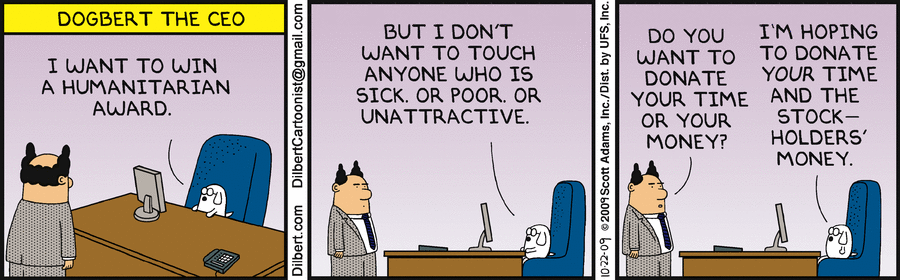 DOGBERT THE CEO
I WANT TO WIN
A HUMANITARIAN
AWARD.
Dilbert.com DilbertCartoonist@gmail.com
BUT I DON'T
WANT TO TOUCH
ANYONE WHO IS
SICK. OR POOR. OR
UNATTRACTIVE.
10-22-09 ©2009 Scott Adams, Inc./Dist. by UFS, Inc.
DO YOU
WANT TO
DONATE
YOUR TIME
OR YOUR
MONEY?
I'M HOPING
TO DONATE
YOUR TIME
AND THE
STOCK-
HOLDERS'
MONEY.